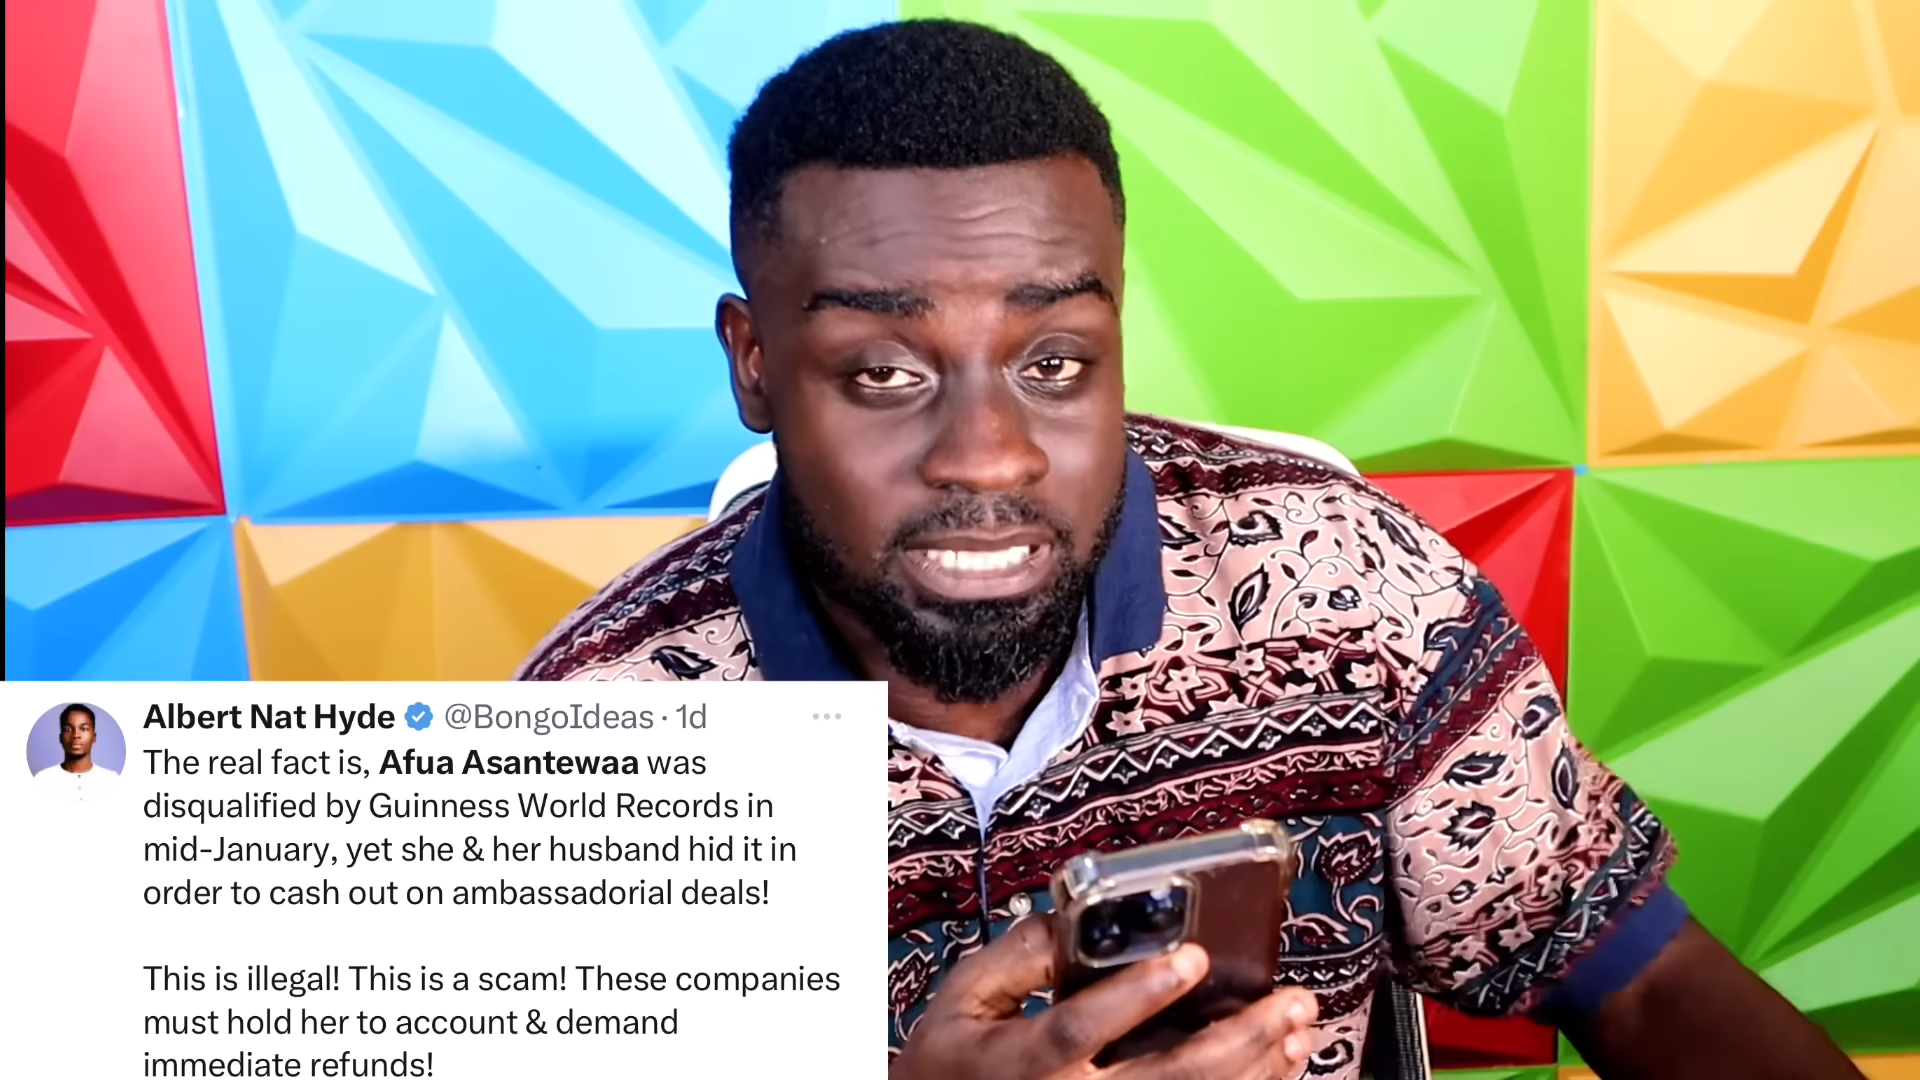 Albert Nat Hyde @BongoIdeas · 1d
The real fact is, Afua Asantewaa was
disqualified by Guinness World Records in
mid-January, yet she & her husband hid it in
order to cash out on ambassadorial deals!
This is illegal! This is a scam! These companies
must hold her to account & demand
immediate refunds!